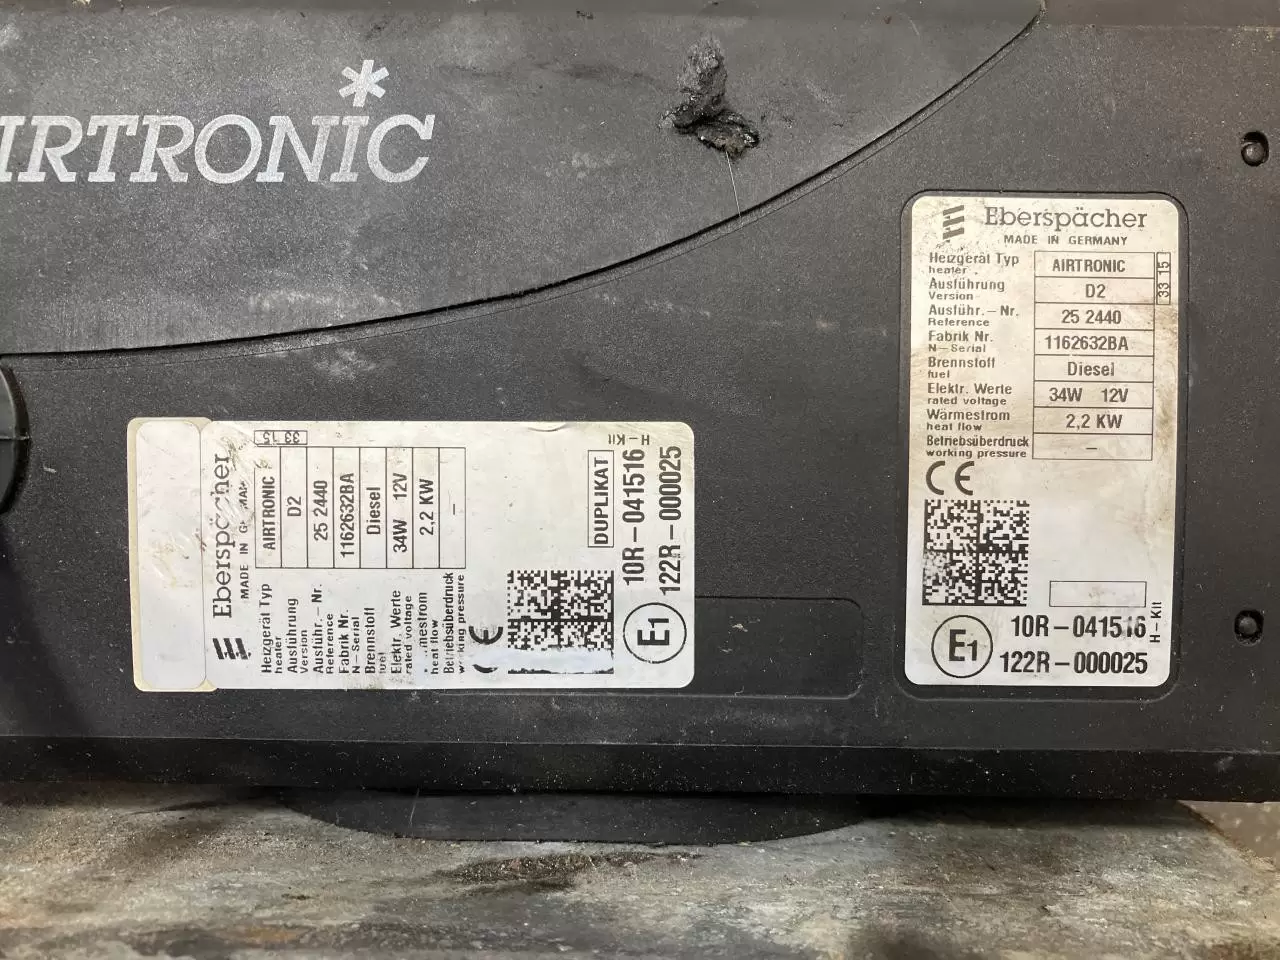 AIRTRONIC
Eberspächer
MADE IN GERMANY
Heizgerät Typ AIRTRONIC
heater
Ausführung D2
Version
Ausführ.-Nr. 25 2440
Reference
Fabrik Nr. 1162632BA
N-Serial
Brennstoff Diesel
fuel
Elektr. Werte 34W 12V
rated voltage
Wärmestrom 2,2 KW
heat flow
Betriebsüberdruck –
working pressure
33 15
CE
E1
10R-041516
122R-000025
H-Kit
Eberspächer
MADE IN
33 15
Heizgerät Typ AIRTRONIC
heater
Ausführung D2
Version
Ausführ.-Nr. 25 2440
Reference
Fabrik Nr. 1162632BA
N-Serial
Brennstoff Diesel
fuel
Elektr. Werte 34W 12V
rated voltage
2,2 KW
heat flow
Betriebsüberdruck –
working pressure
CE
DUPLIKAT
E1
10R-041516
122R-000025
H-Kit